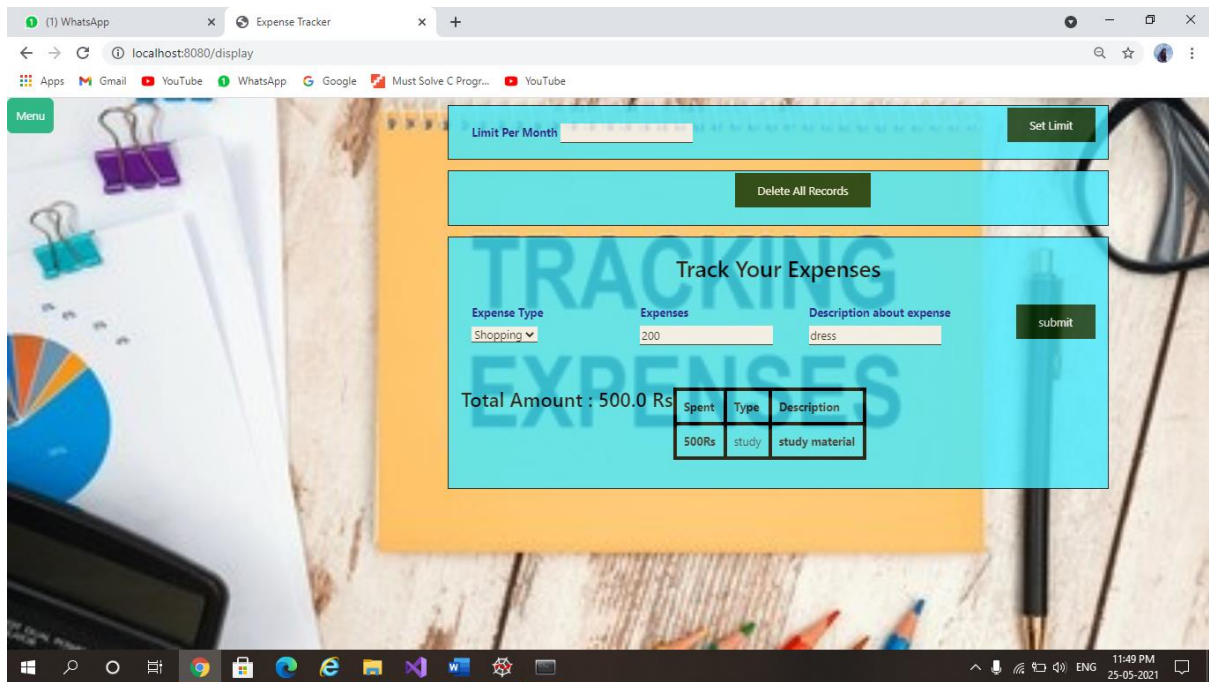 (1) WhatsApp Expense Tracker
localhost:8080/display
Apps Gmail YouTube WhatsApp Google Must Solve C Progr... YouTube
Menu
Limit Per Month Set Limit
Delete All Records
TRACKING
Track Your Expenses
Expense Type Expenses Description about expense
Shopping 200 dress submit
EXPENSES
Total Amount : 500.0 Rs
Spent Type Description
500Rs study study material
ENG 11:49 PM
25-05-2021